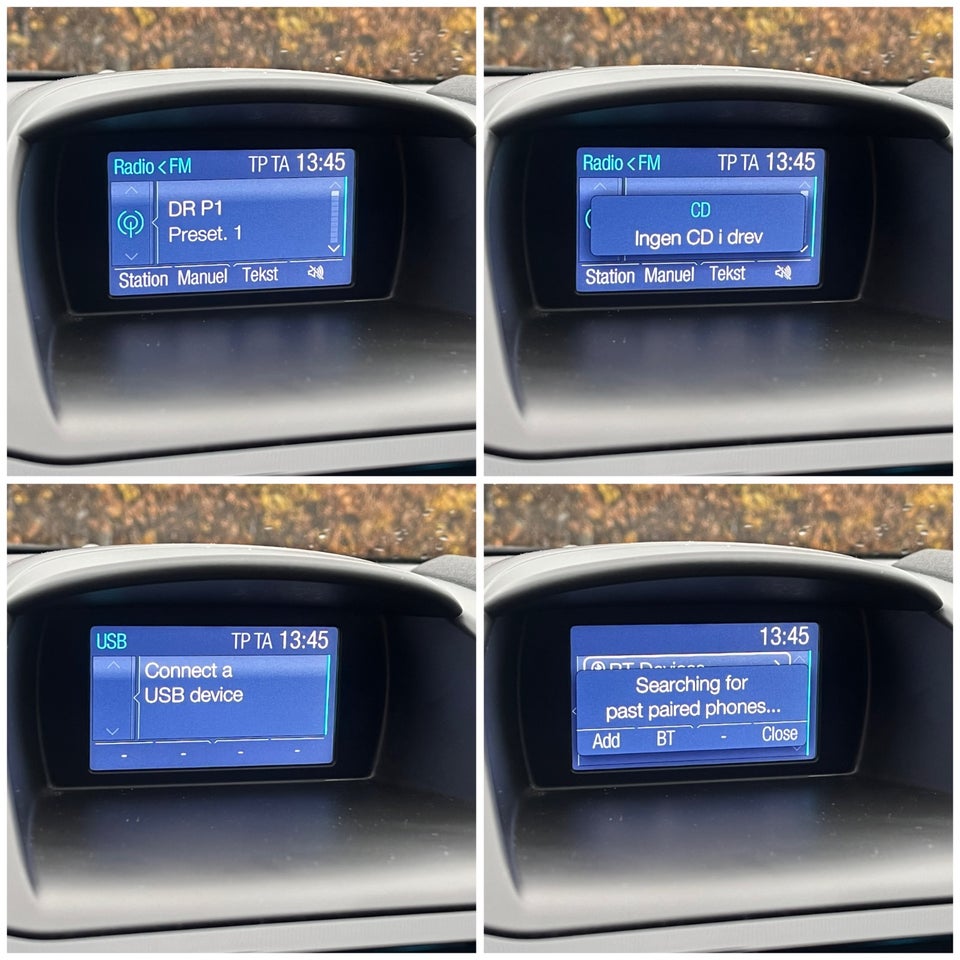 Radio < FM TP TA 13:45
DR P1
Preset. 1
Station Manuel Tekst
Radio < FM TP TA 13:45
CD
Ingen CD i drev
Station Manuel Tekst
USB TP TA 13:45
Connect a
USB device
- - - -
13:45
BT Devices
Searching for
past paired phones...
Add BT - Close